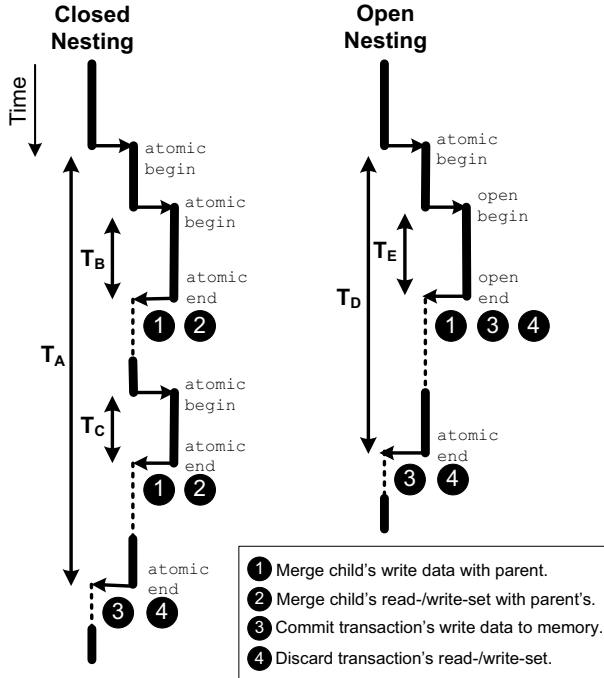 Closed
Nesting
Time
atomic
begin
atomic
begin
T_B
atomic
end
1 2
T_A
atomic
begin
T_C
atomic
end
1 2
atomic
end
3 4
Open
Nesting
atomic
begin
open
begin
T_E
open
end
T_D
1 3 4
atomic
end
3 4
1 Merge child's write data with parent.
2 Merge child's read-/write-set with parent's.
3 Commit transaction's write data to memory.
4 Discard transaction's read-/write-set.